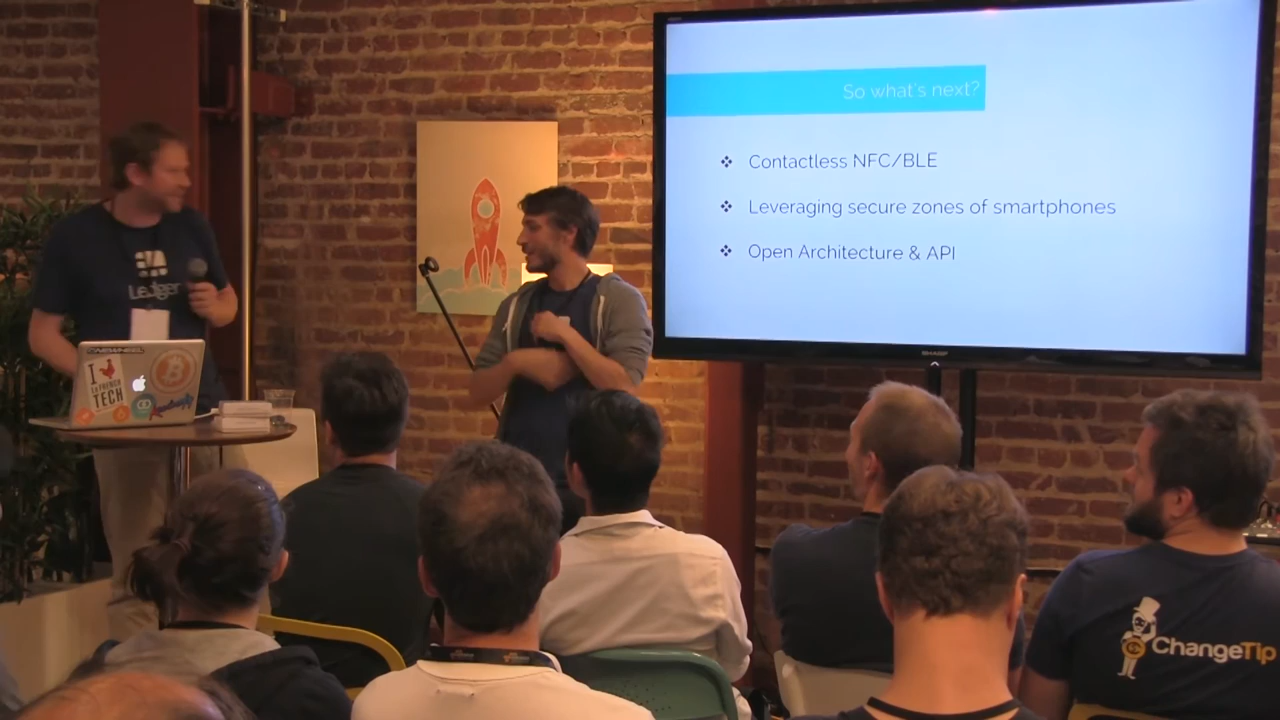 So what's next?
Contactless NFC/BLE
Leveraging secure zones of smartphones
Open Architecture & API
SHARP
Ledger
I
LA FRENCH
TECH
ChangeTip